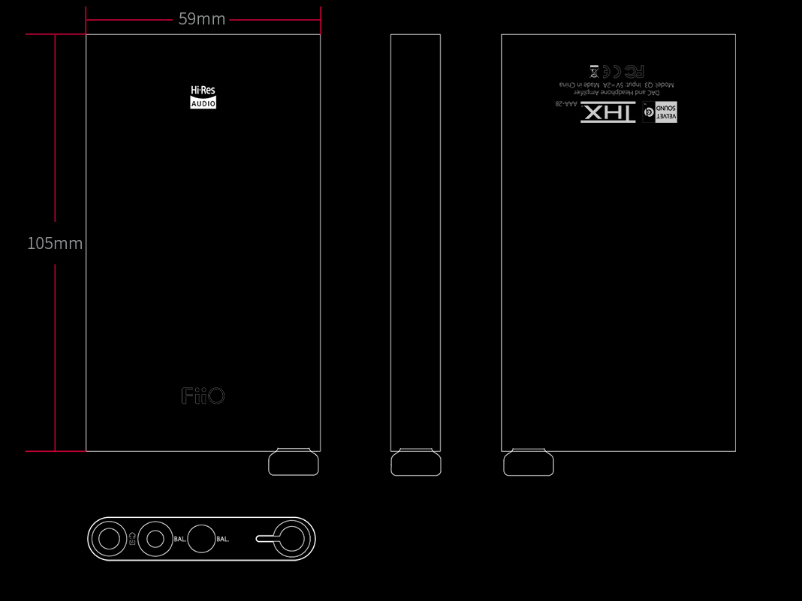 59mm
Hi-Res
AUDIO
105mm
FiiO
FC CE
Model: Q3 Input: 5V⎓2A Made in China
DAC and Headphone Amplifier
VELVET
SOUND
THX
AAA-28
BAL.
BAL.